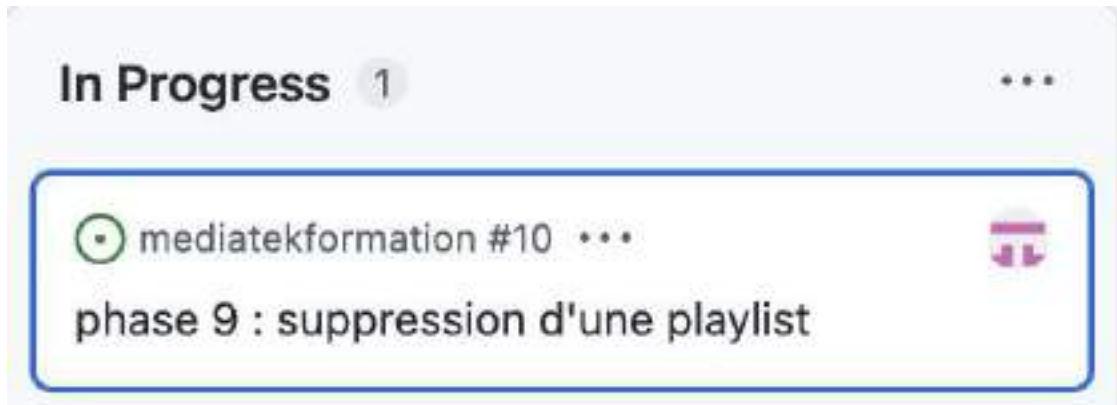 In Progress 1
mediatekformation #10
phase 9 : suppression d'une playlist